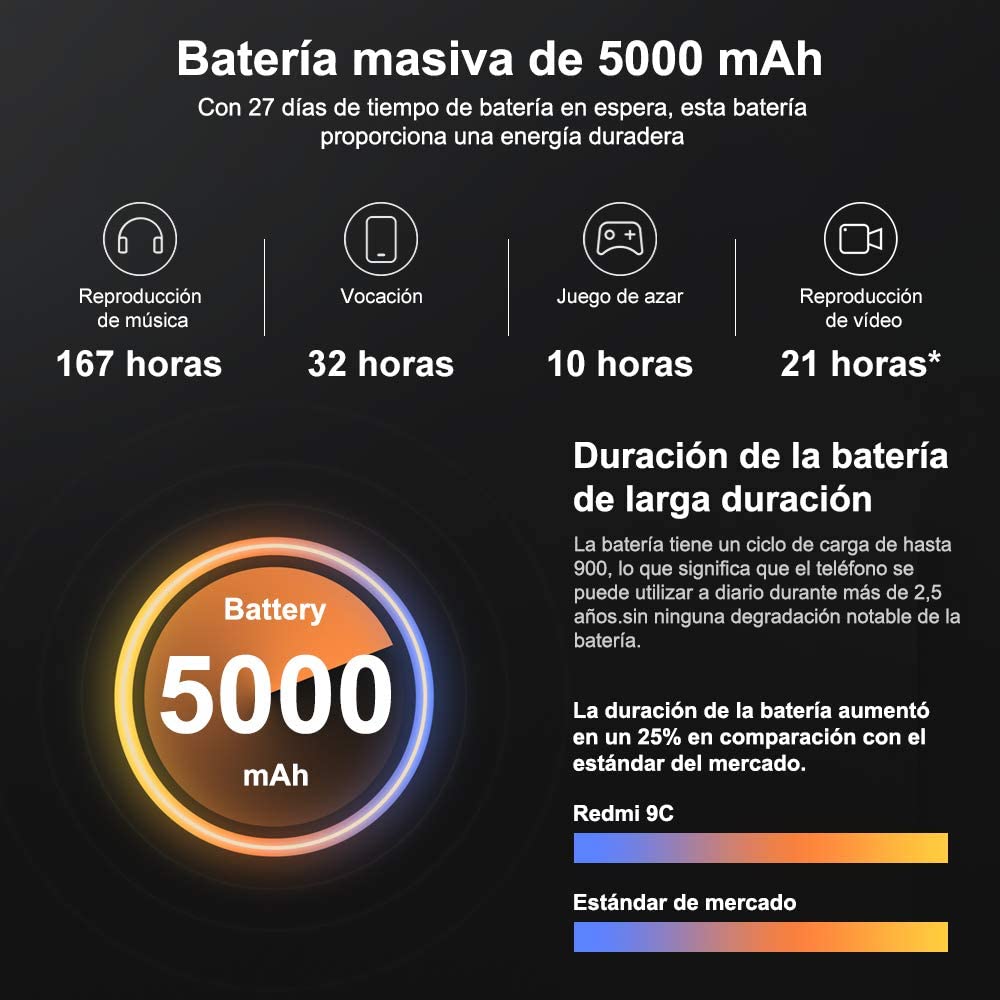 Batería masiva de 5000 mAh
Con 27 días de tiempo de batería en espera, esta batería
proporciona una energía duradera
Reproducción
de música
167 horas
Vocación
32 horas
Juego de azar
10 horas
Reproducción
de vídeo
21 horas*
Battery
5000
mAh
Duración de la batería
de larga duración
La batería tiene un ciclo de carga de hasta
900, lo que significa que el teléfono se
puede utilizar a diario durante más de 2,5
años.sin ninguna degradación notable de la
batería.
La duración de la batería aumentó
en un 25% en comparación con el
estándar del mercado.
Redmi 9C
Estándar de mercado